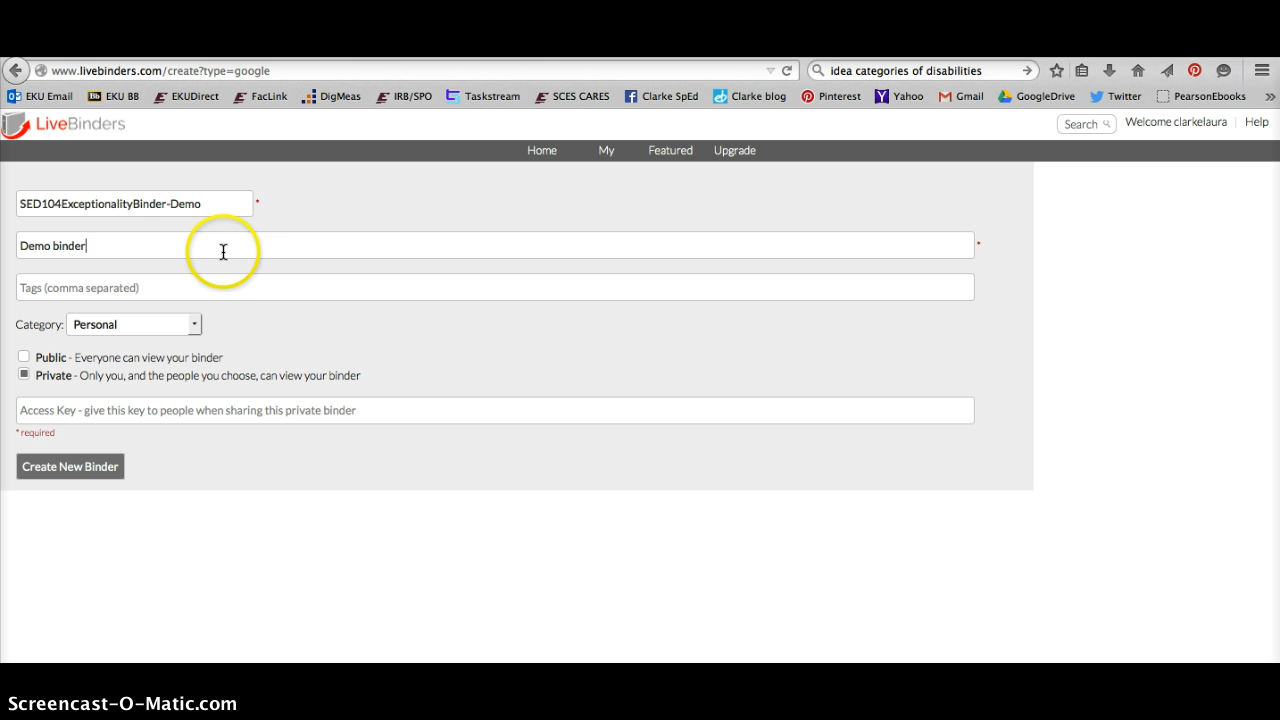 www.livebinders.com/create?type=google
idea categories of disabilities
EKU Email
Bb
EKU BB
EKUDirect
FacLink
DigMeas
IRB/SPO
Taskstream
SCES CARES
Clarke SpEd
Clarke blog
Pinterest
Yahoo
Gmail
GoogleDrive
Twitter
PearsonEbooks
»
LiveBinders
Search
Welcome clarkelaura
Help
Home
My
Featured
Upgrade
SED104ExceptionalityBinder-Demo *
Demo binder *
Tags (comma separated)
Category: Personal
Public - Everyone can view your binder
Private - Only you, and the people you choose, can view your binder
Access Key - give this key to people when sharing this private binder
* required
Create New Binder
Screencast-O-Matic.com